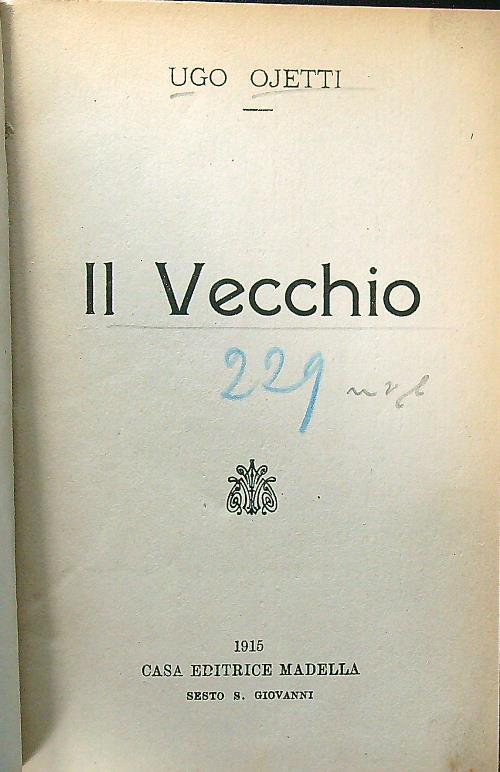 UGO OJETTI
Il Vecchio
229
1915
CASA EDITRICE MADELLA
SESTO S. GIOVANNI